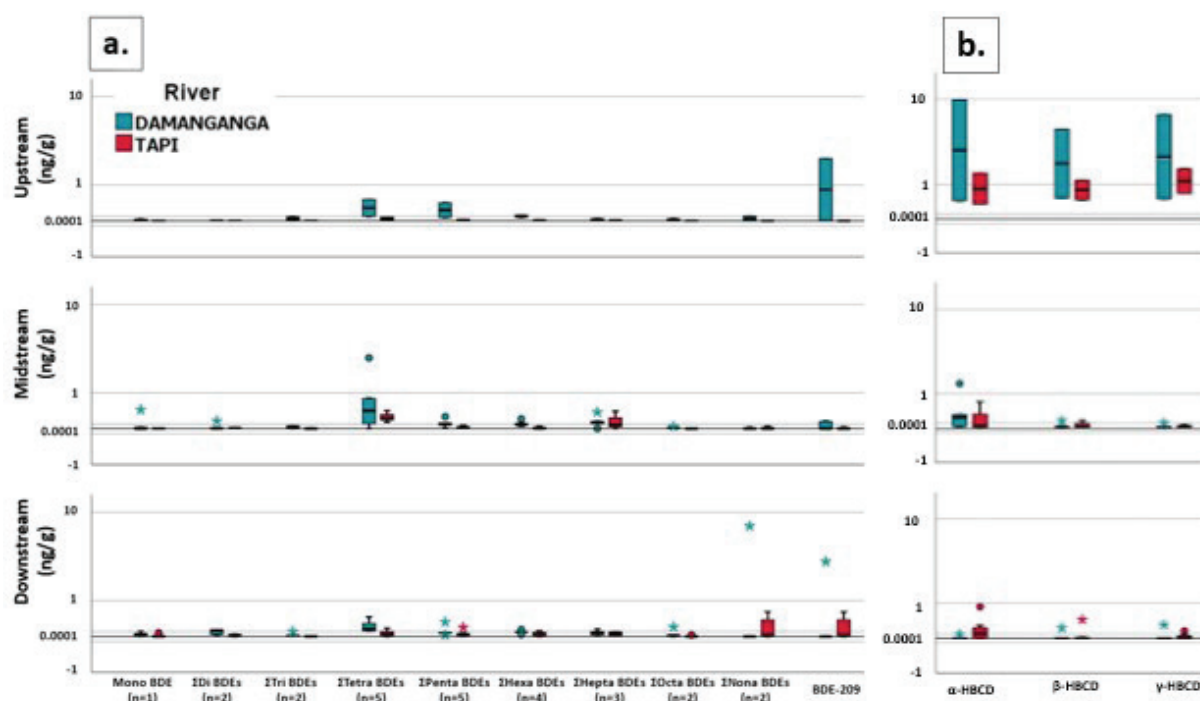 a.
b.
River
DAMANGANGA
TAPI
Upstream
(ng/g)
10
1
0.0001
-1
10
1
0.0001
-1
Midstream
(ng/g)
10
1
0.0001
-1
10
1
0.0001
-1
Downstream
(ng/g)
10
1
0.0001
-1
10
1
0.0001
-1
Mono BDE ΣDi BDEs ΣTri BDEs ΣTetra BDEs ΣPenta BDEs ΣHexa BDEs ΣHepta BDEs ΣOcta BDEs ΣNona BDEs BDE-209
(n=1) (n=2) (n=2) (n=5) (n=5) (n=4) (n=3) (n=2) (n=2)
α-HBCD β-HBCD γ-HBCD